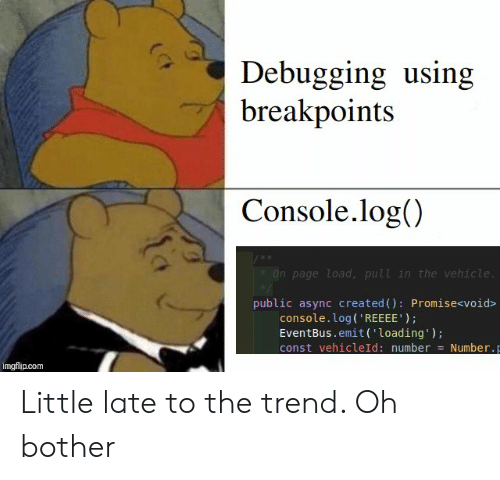 Debugging using
breakpoints
Console.log()
/**
* On page load, pull in the vehicle.
*/
public async created(): Promise<void>
console.log('REEEE');
EventBus.emit('loading');
const vehicleId: number = Number.p
imgflip.com
Little late to the trend. Oh
bother